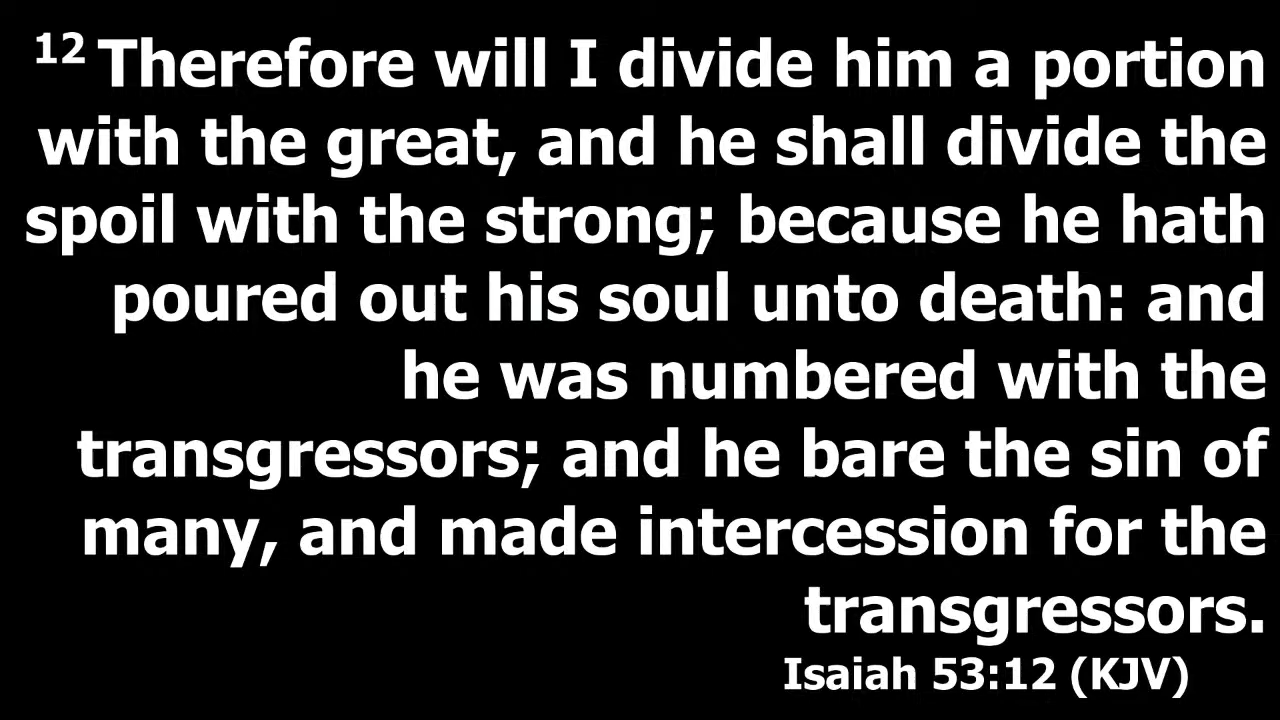 12 Therefore will I divide him a portion
with the great, and he shall divide the
spoil with the strong; because he hath
poured out his soul unto death: and
he was numbered with the
transgressors; and he bare the sin of
many, and made intercession for the
transgressors.
Isaiah 53:12 (KJV)